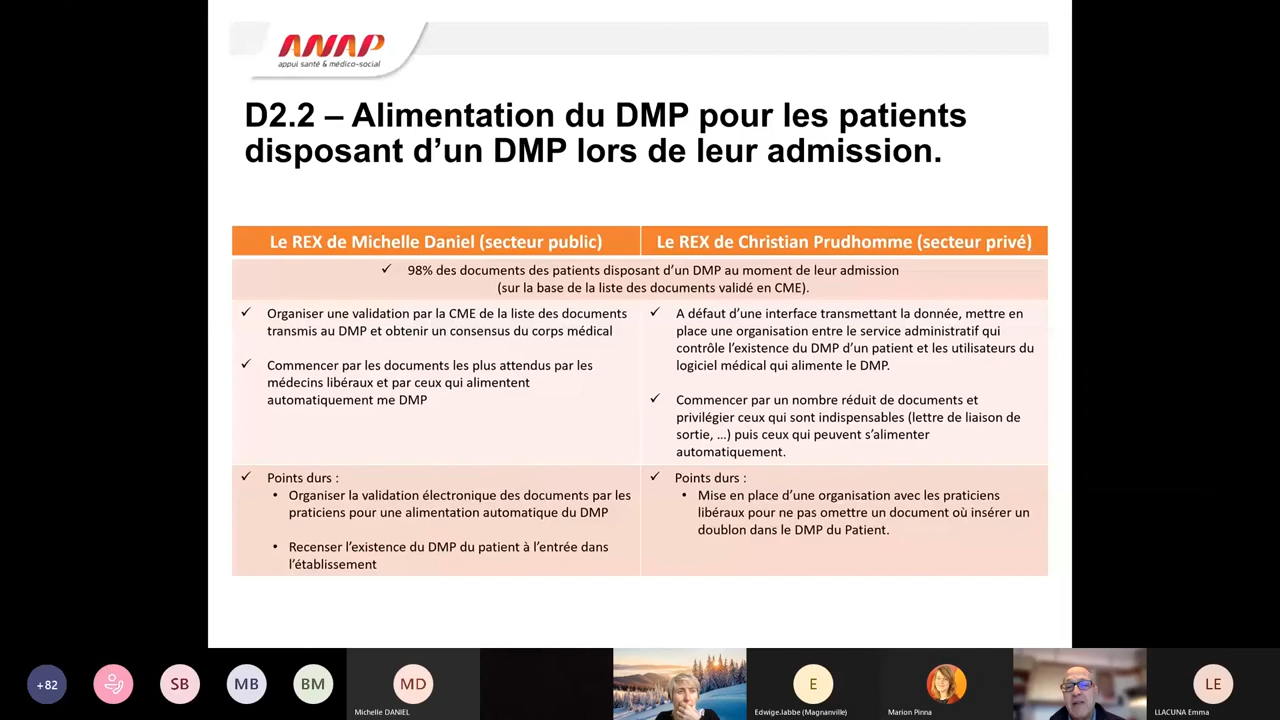 ANAP
appui santé & médico-social
D2.2 – Alimentation du DMP pour les patients
disposant d’un DMP lors de leur admission.
Le REX de Michelle Daniel (secteur public)
Le REX de Christian Prudhomme (secteur privé)
✓ 98% des documents des patients disposant d’un DMP au moment de leur admission
(sur la base de la liste des documents validé en CME).
✓ Organiser une validation par la CME de la liste des documents
transmis au DMP et obtenir un consensus du corps médical
✓ Commencer par les documents les plus attendus par les
médecins libéraux et par ceux qui alimentent
automatiquement me DMP
✓ A défaut d’une interface transmettant la donnée, mettre en
place une organisation entre le service administratif qui
contrôle l’existence du DMP d’un patient et les utilisateurs du
logiciel médical qui alimente le DMP.
✓ Commencer par un nombre réduit de documents et
privilégier ceux qui sont indispensables (lettre de liaison de
sortie, …) puis ceux qui peuvent s’alimenter
automatiquement.
✓ Points durs :
• Organiser la validation électronique des documents par les
praticiens pour une alimentation automatique du DMP
• Recenser l’existence du DMP du patient à l’entrée dans
l’établissement
✓ Points durs :
• Mise en place d’une organisation avec les praticiens
libéraux pour ne pas omettre un document où insérer un
doublon dans le DMP du Patient.
+82
SB
MB
BM
MD
Michelle DANIEL
E
Edwige.labbe (Magnanville)
Marion Pinna
LE
LLACUNA Emma